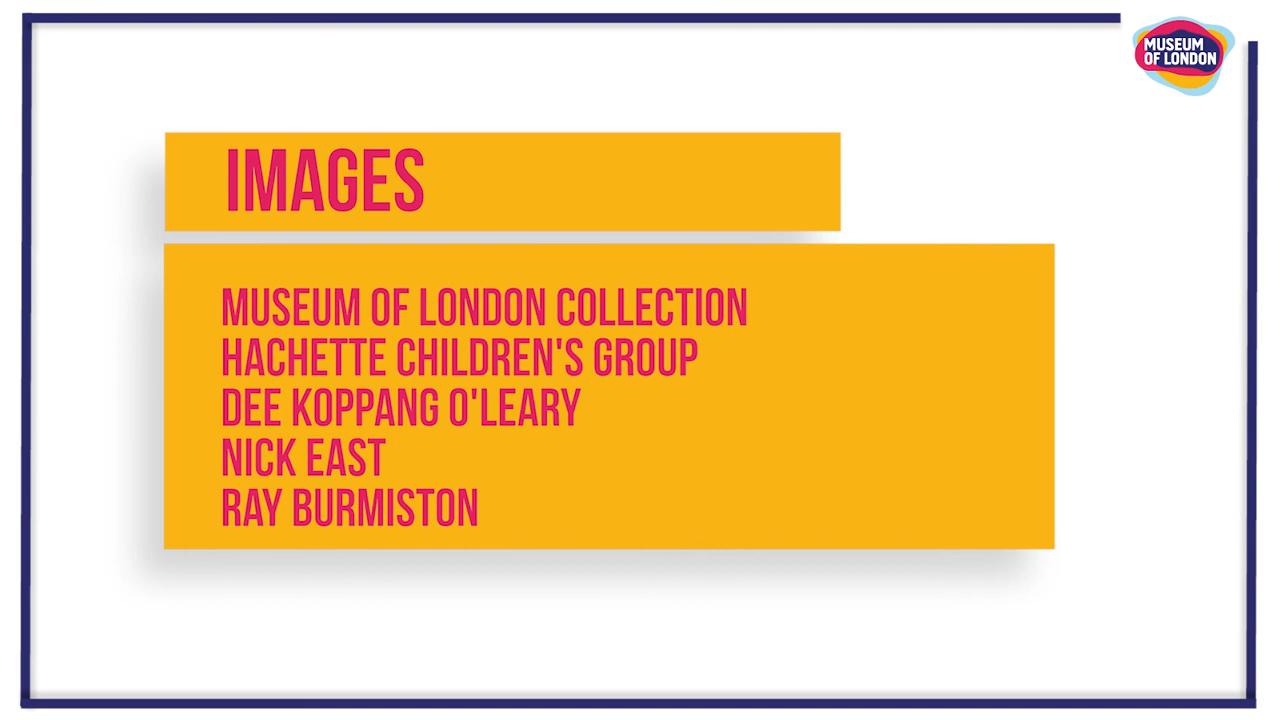 MUSEUM
OF LONDON
IMAGES
MUSEUM OF LONDON COLLECTION
HACHETTE CHILDREN'S GROUP
DEE KOPPANG O'LEARY
NICK EAST
RAY BURMISTON